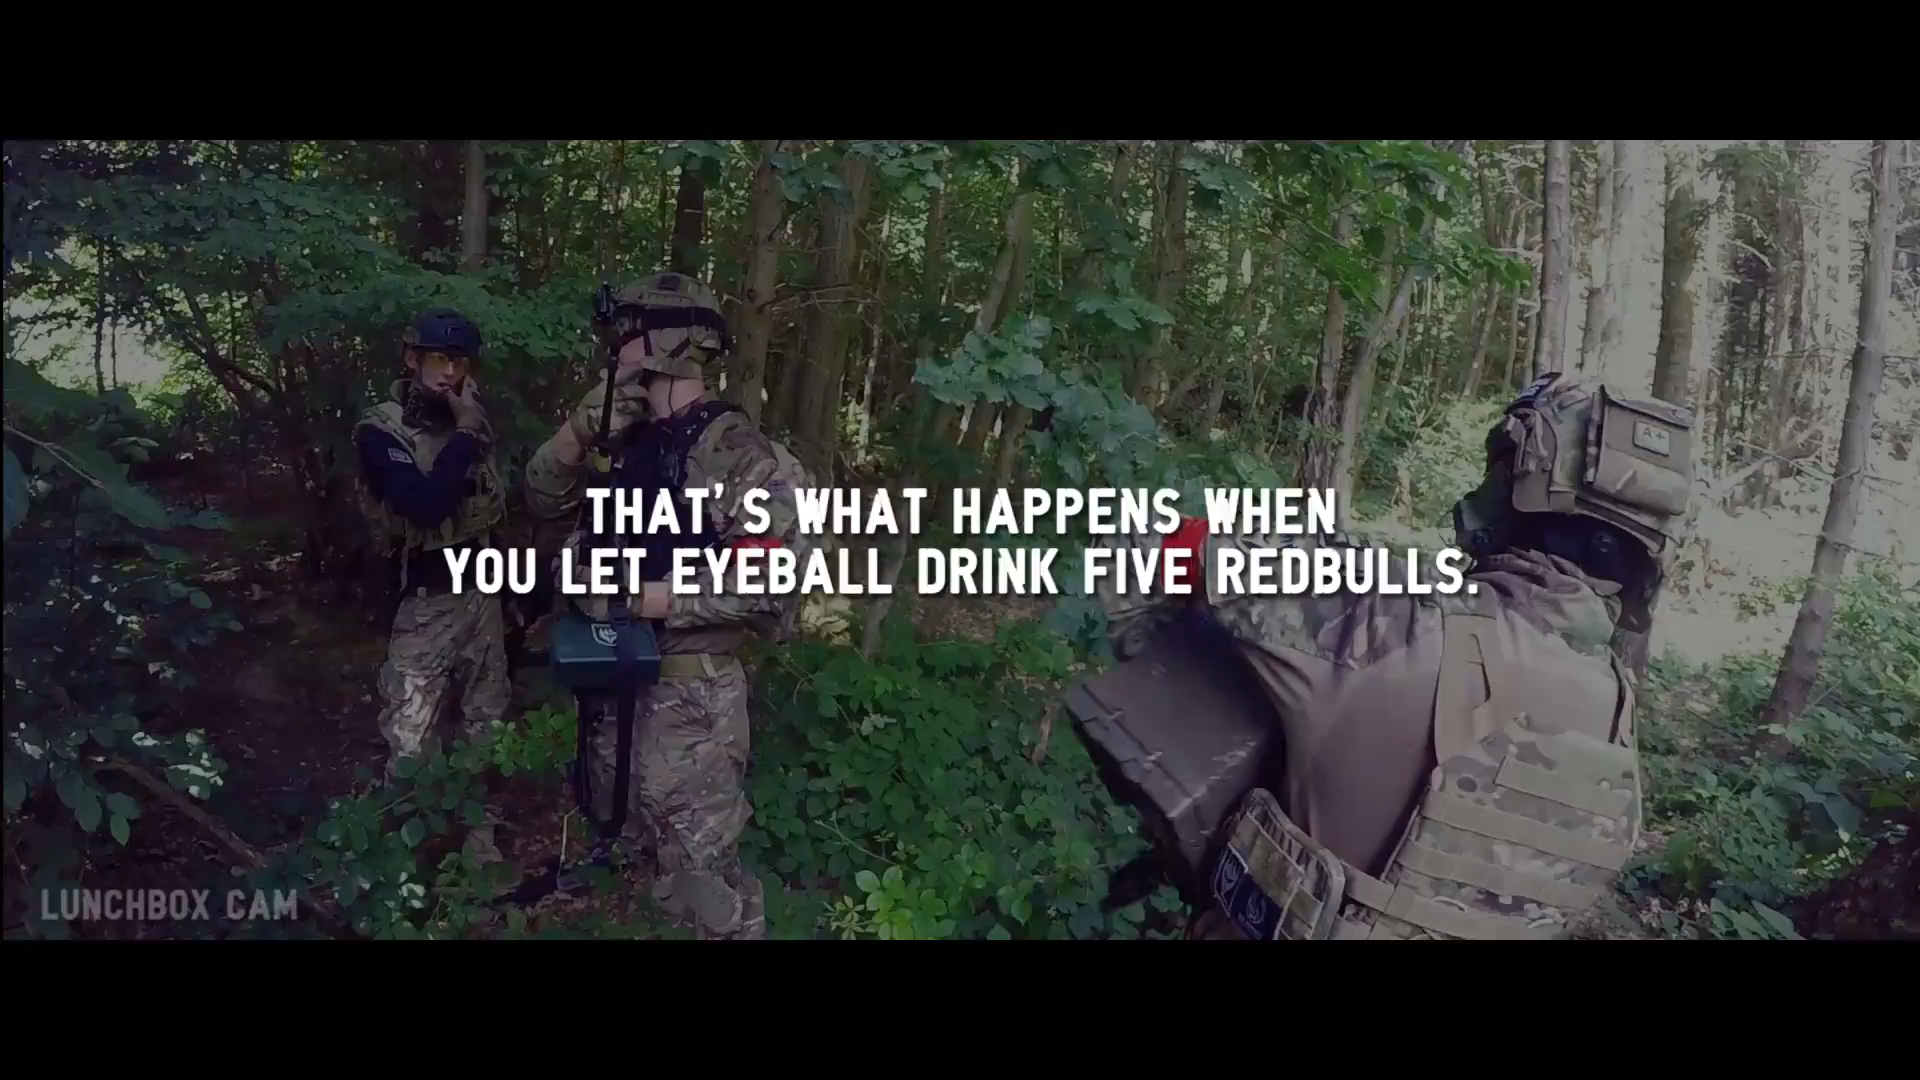 A+
THAT'S WHAT HAPPENS WHEN
YOU LET EYEBALL DRINK FIVE REDBULLS.
LUNCHBOX CAM